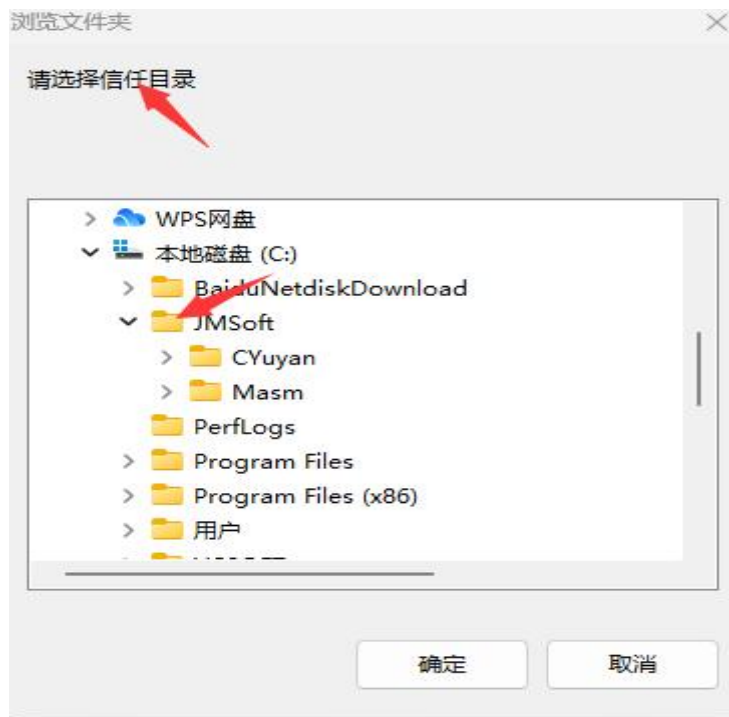 浏览文件夹
请选择信任目录
WPS网盘
本地磁盘 (C:)
BaiduNetdiskDownload
JMSoft
CYuyan
Masm
PerfLogs
Program Files
Program Files (x86)
用户
确定
取消